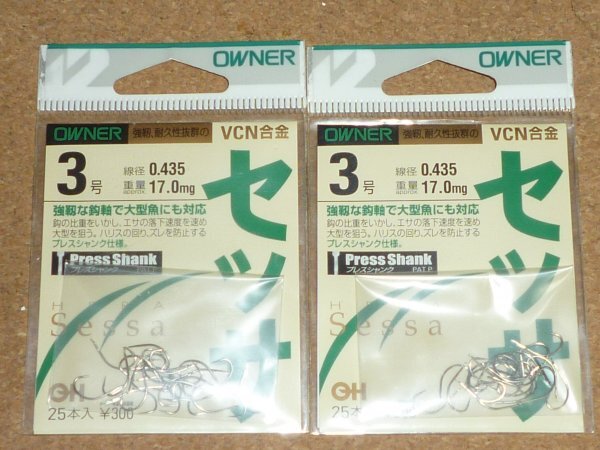 OWNER
OWNER
強靱、耐久性抜群の
VCN合金
3号
線径 0.435
重量 approx. 17.0mg
セッサ
強靱な鈎軸で大型魚にも対応
鈎の比重をいかし、エサの落下速度を速め
大型を狙う。ハリスの回り、ズレを防止する
プレスシャンク仕様。
Press Shank
プレスシャンク
PAT.P
HERA
Sessa
OH
25本入 ¥300
OWNER
OWNER
強靱、耐久性抜群の
VCN合金
3号
線径 0.435
重量 approx. 17.0mg
セッサ
強靱な鈎軸で大型魚にも対応
鈎の比重をいかし、エサの落下速度を速め
大型を狙う。ハリスの回り、ズレを防止する
プレスシャンク仕様。
Press Shank
プレスシャンク
PAT.P
Sessa
OH
25本